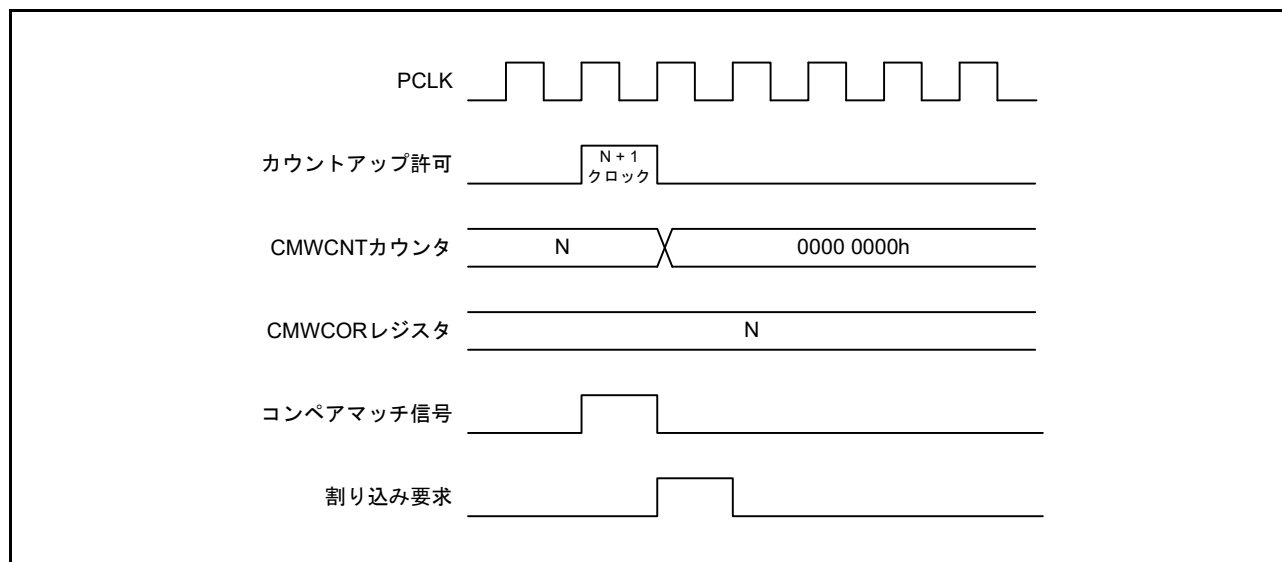 PCLK
カウントアップ許可
N + 1
クロック
CMWCNTカウンタ
N
0000 0000h
CMWCORレジスタ
N
コンペアマッチ信号
割り込み要求